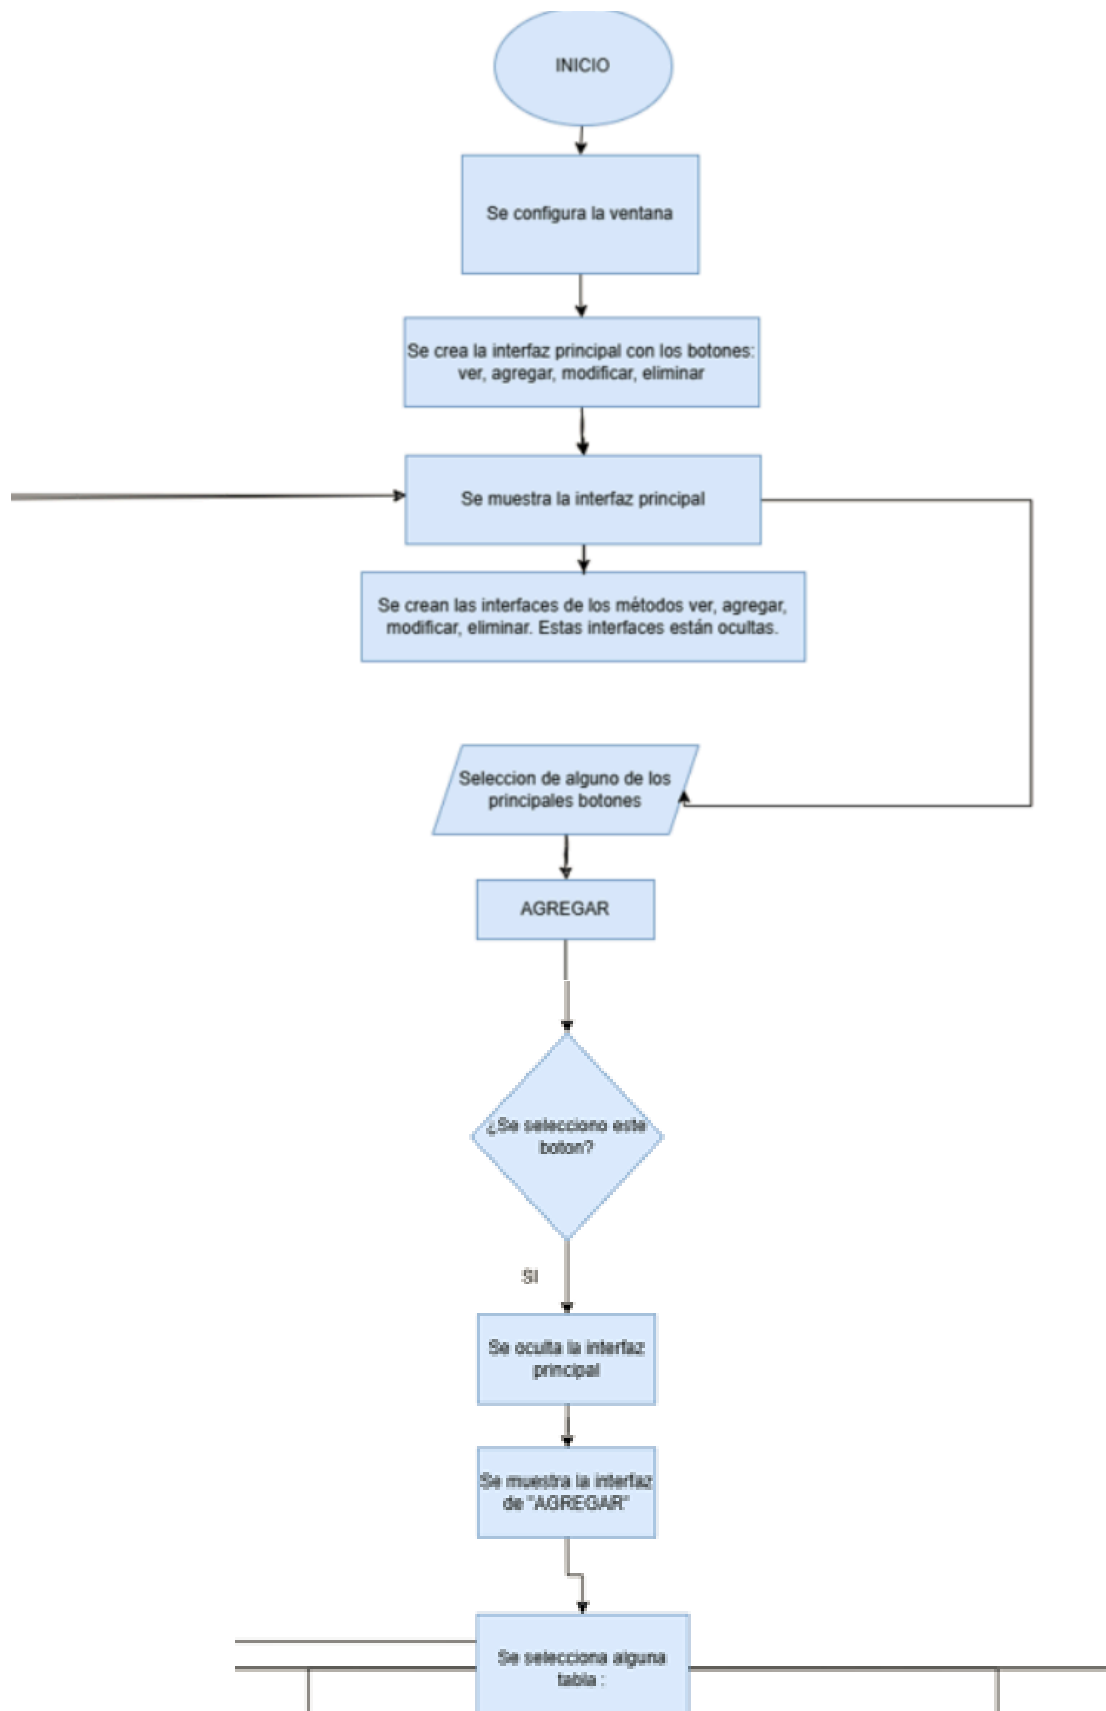 INICIO
Se configura la ventana
Se crea la interfaz principal con los botones:
ver, agregar, modificar, eliminar
Se muestra la interfaz principal
Se crean las interfaces de los métodos ver, agregar,
modificar, eliminar. Estas interfaces están ocultas.
Seleccion de alguno de los
principales botones
AGREGAR
¿Se selecciono este
boton?
SI
Se oculta la interfaz
principal
Se muestra la interfaz
de "AGREGAR"
Se selecciona alguna
tabla :